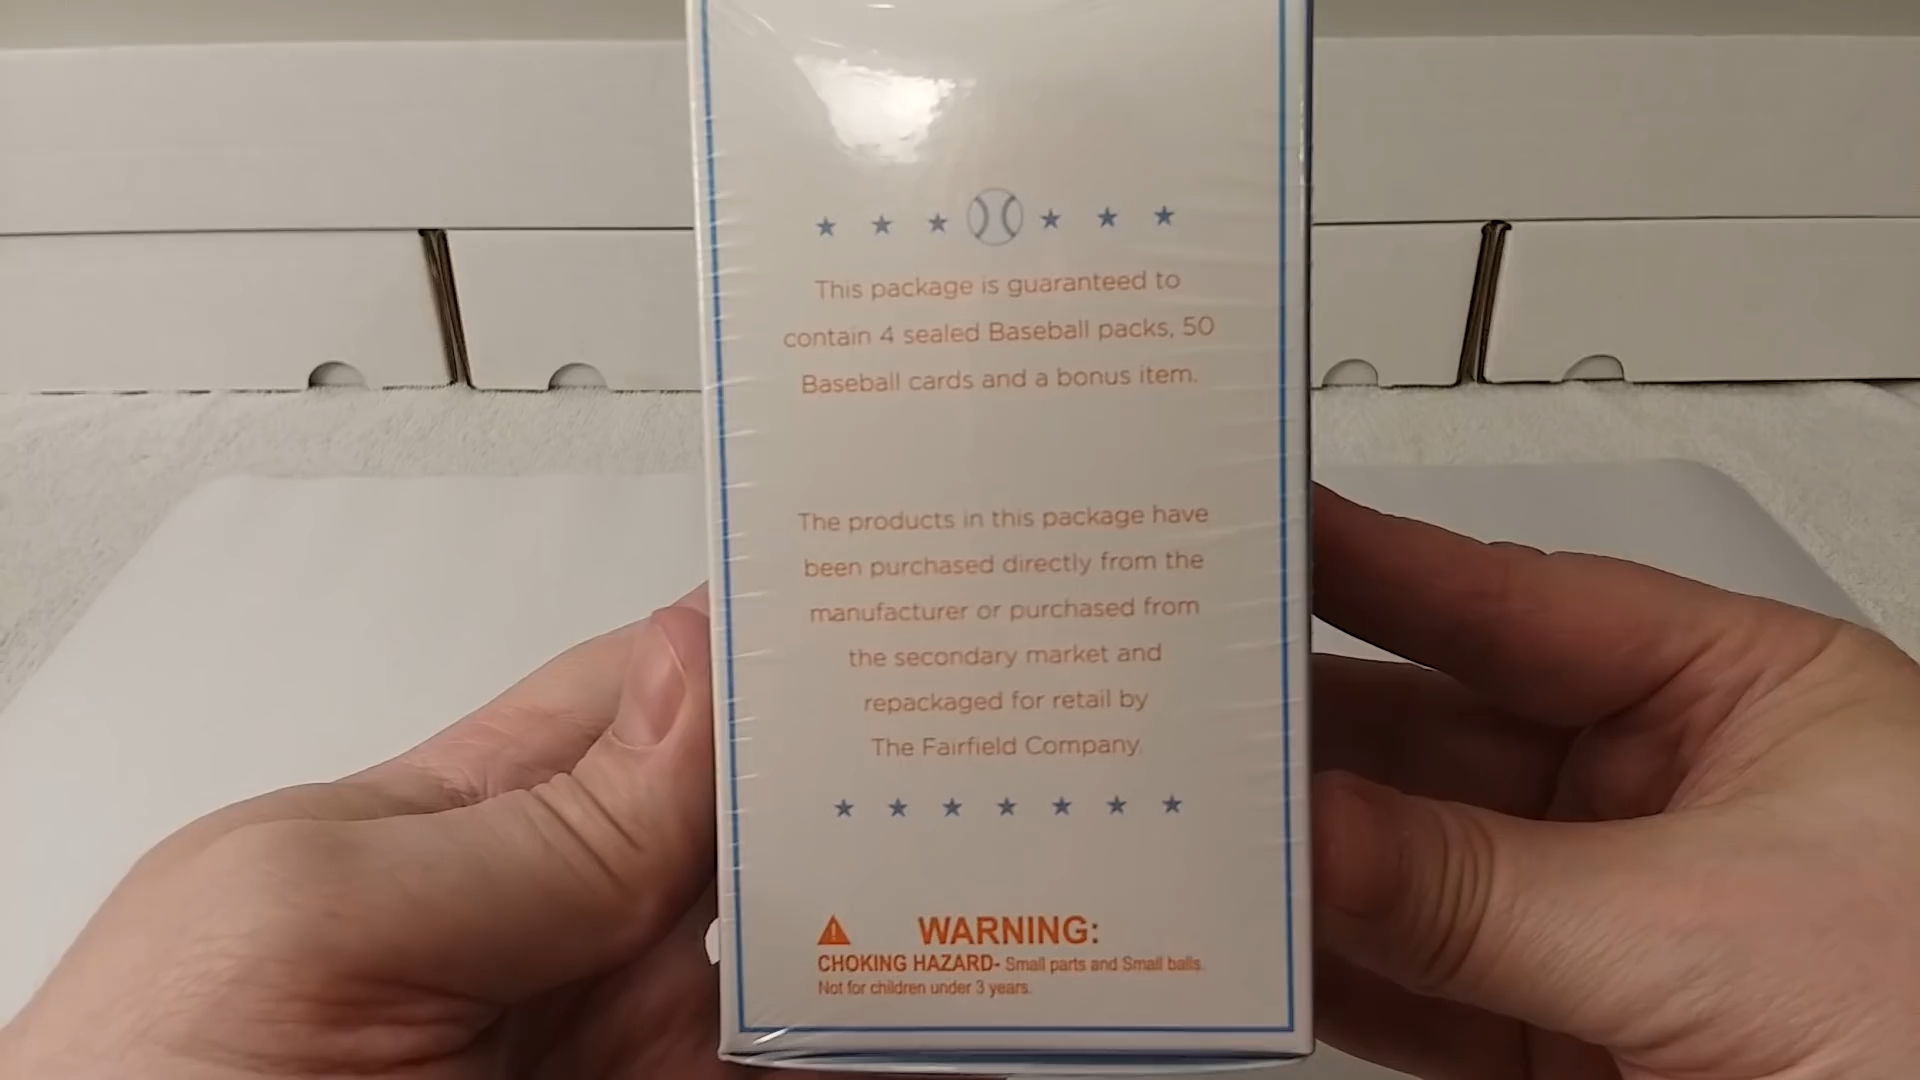 This package is guaranteed to
contain 4 sealed Baseball packs, 50
Baseball cards and a bonus item.
The products in this package have
been purchased directly from the
manufacturer or purchased from
the secondary market and
repackaged for retail by
The Fairfield Company.
WARNING:
CHOKING HAZARD- Small parts and Small balls.
Not for children under 3 years.